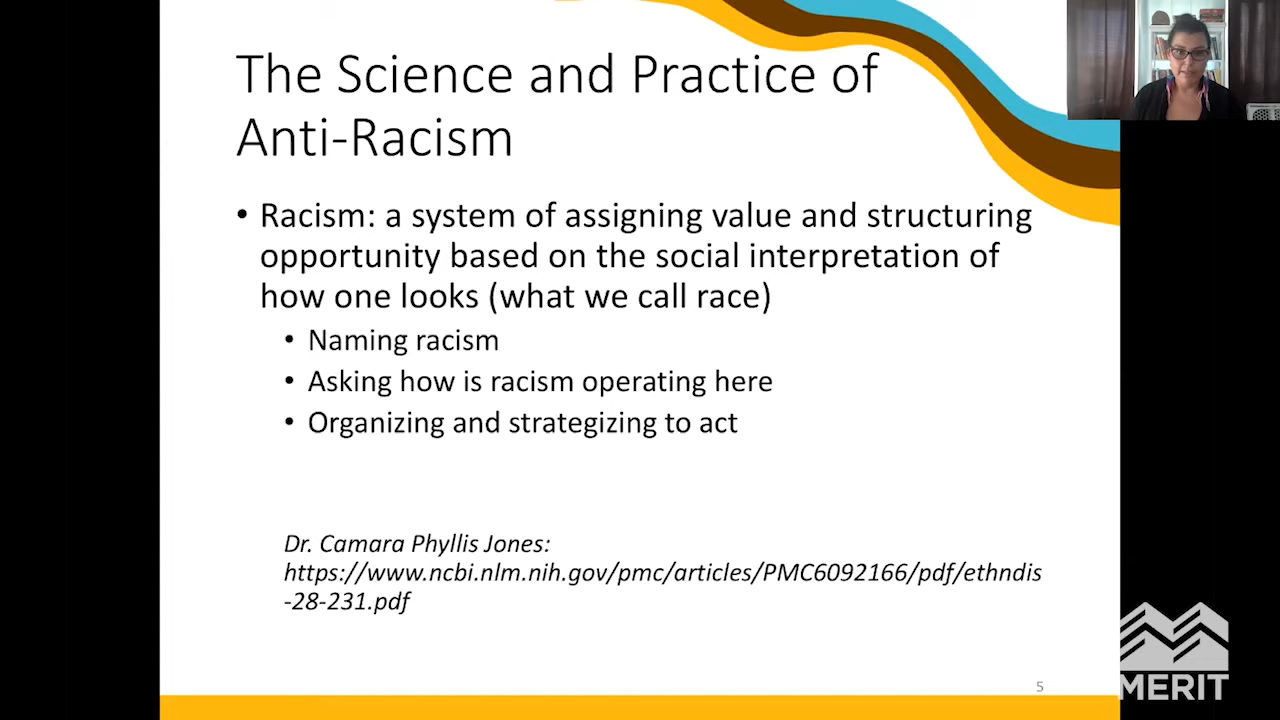 The Science and Practice of
Anti-Racism
• Racism: a system of assigning value and structuring
opportunity based on the social interpretation of
how one looks (what we call race)
• Naming racism
• Asking how is racism operating here
• Organizing and strategizing to act
Dr. Camara Phyllis Jones:
https://www.ncbi.nlm.nih.gov/pmc/articles/PMC6092166/pdf/ethndis
-28-231.pdf
5
MERIT